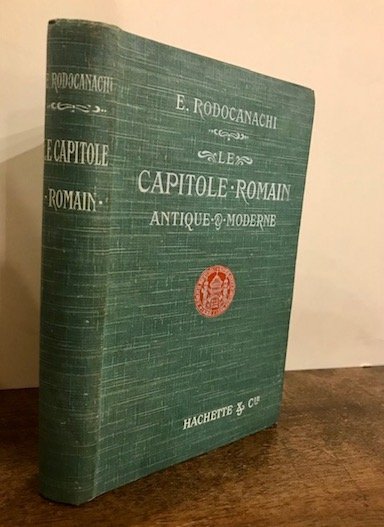 E. RODOCANACHI
LE CAPITOLE
· ROMAIN ·
E. RODOCANACHI
LE
CAPITOLE · ROMAIN
ANTIQUE & MODERNE
HACHETTE & Cie